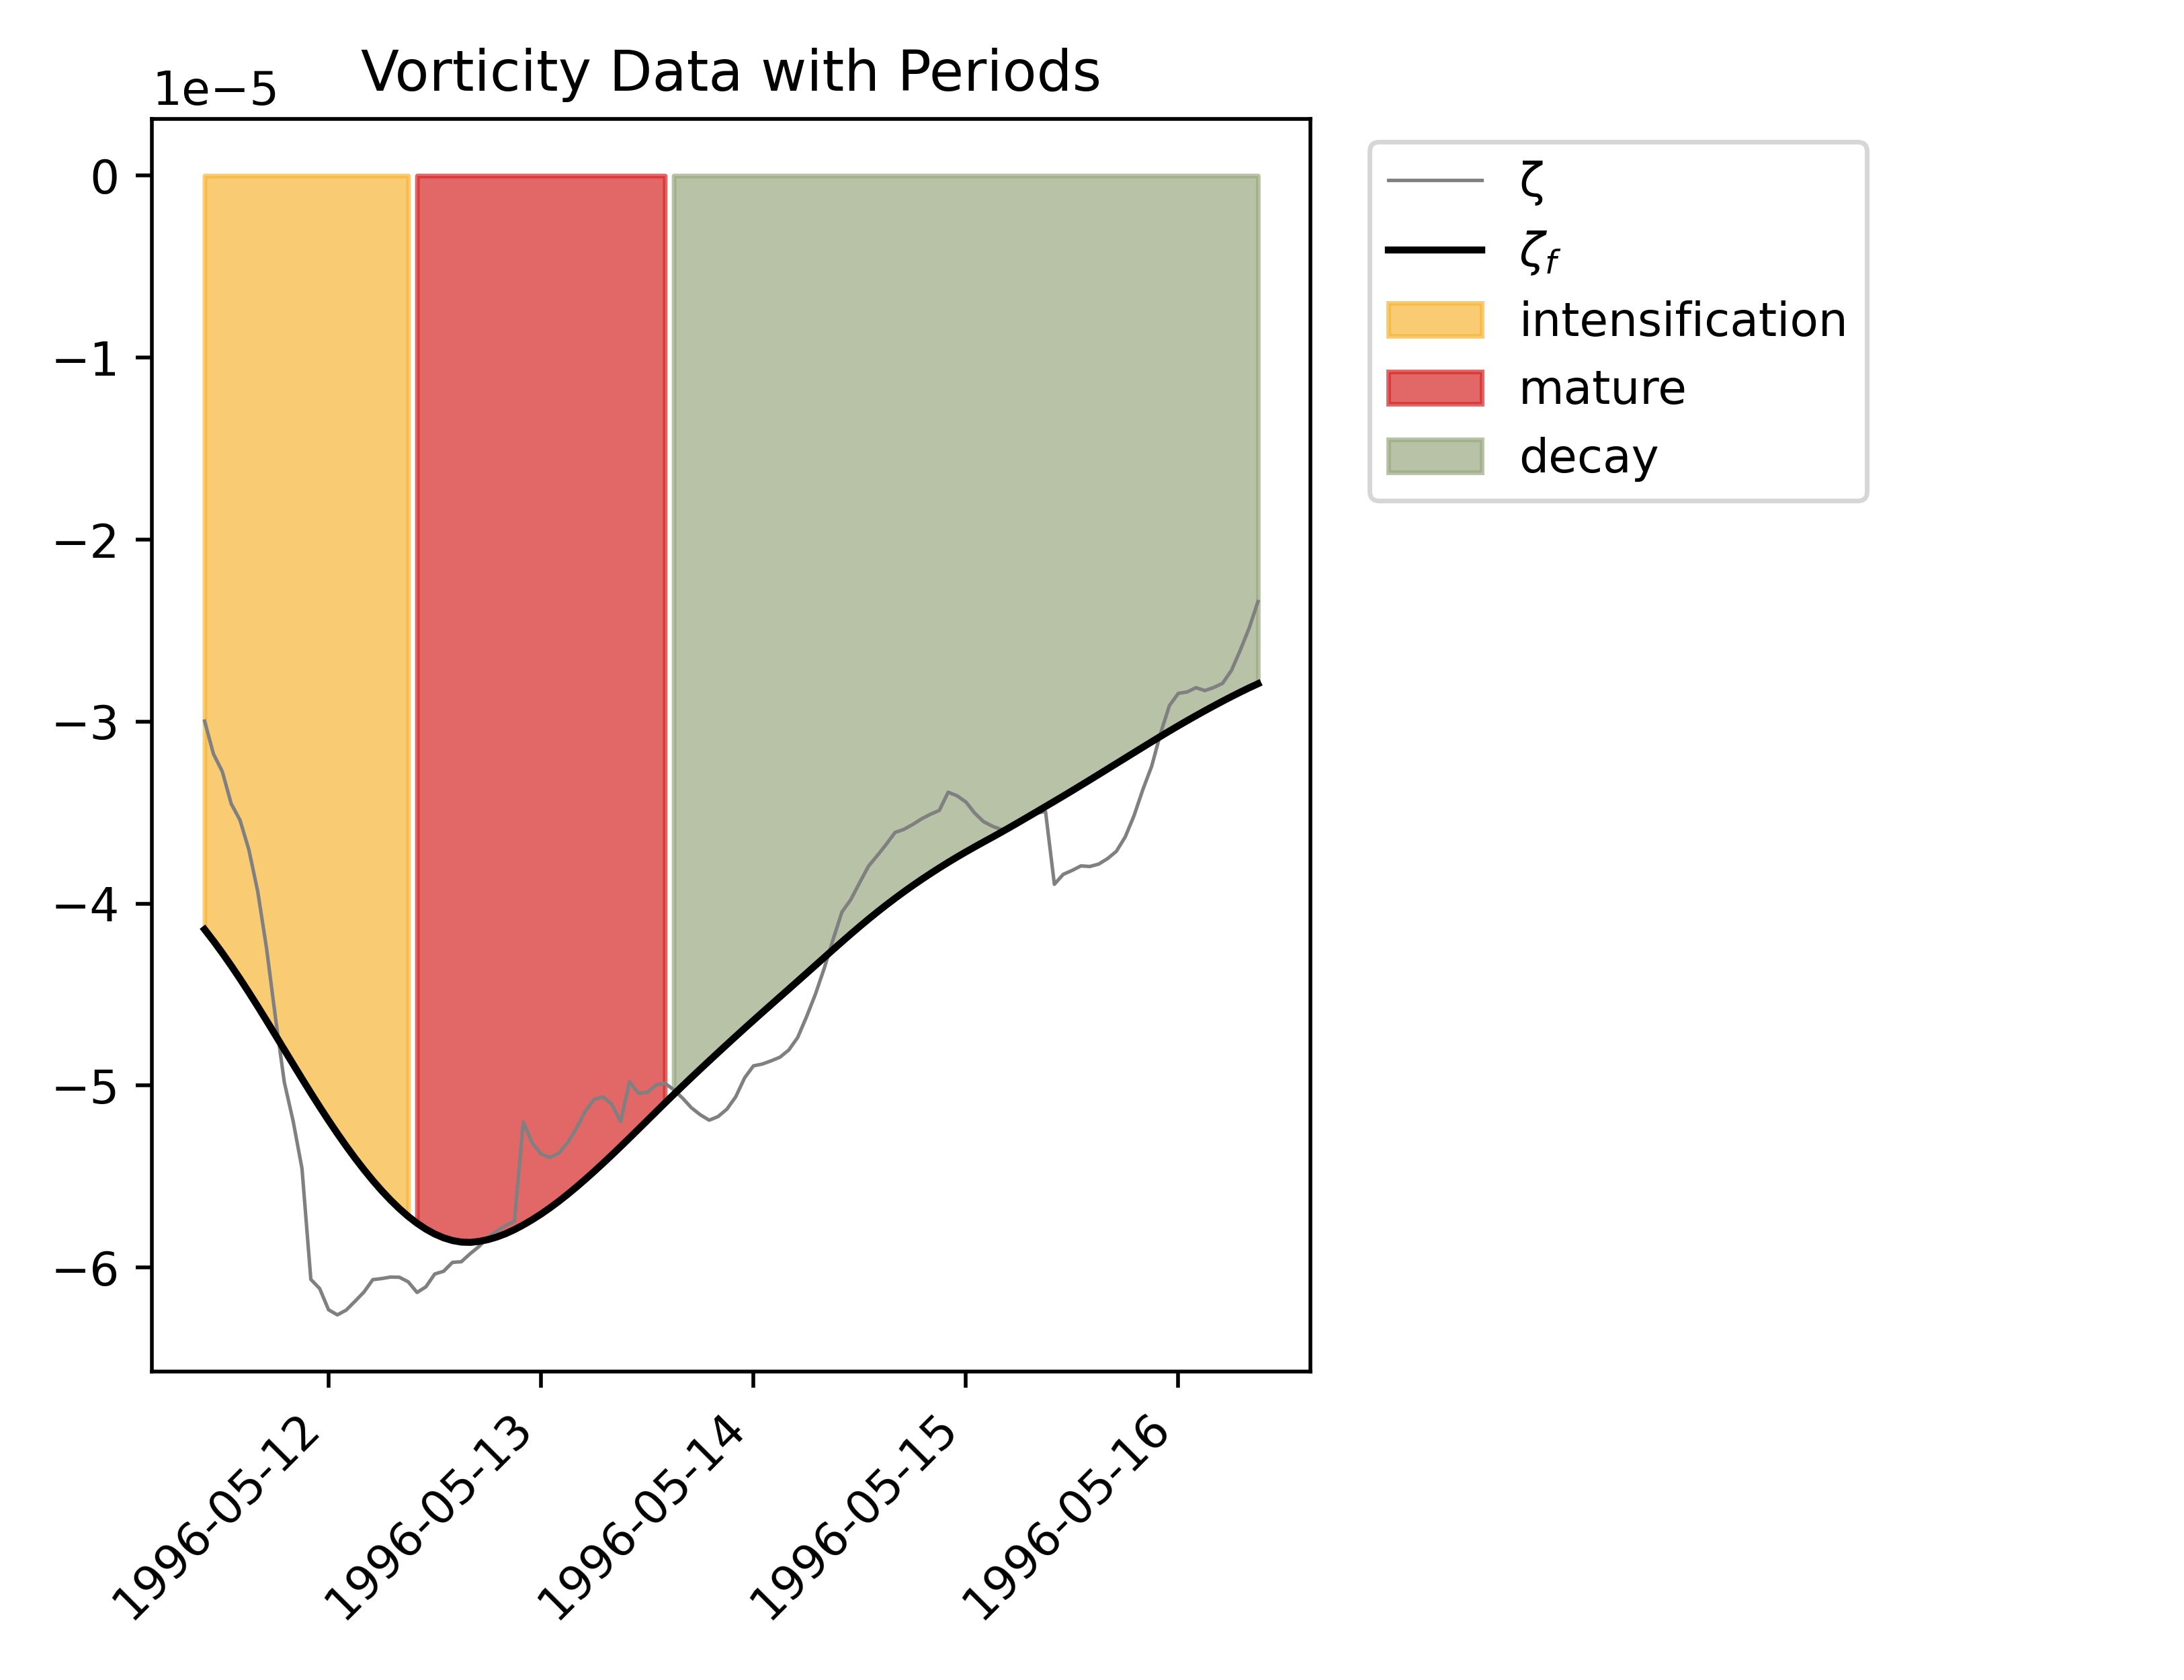 Vorticity Data with Periods
1e−5
0
−1
−2
−3
−4
−5
−6
1996-05-12
1996-05-13
1996-05-14
1996-05-15
1996-05-16
ζ
ζf
intensification
mature
decay